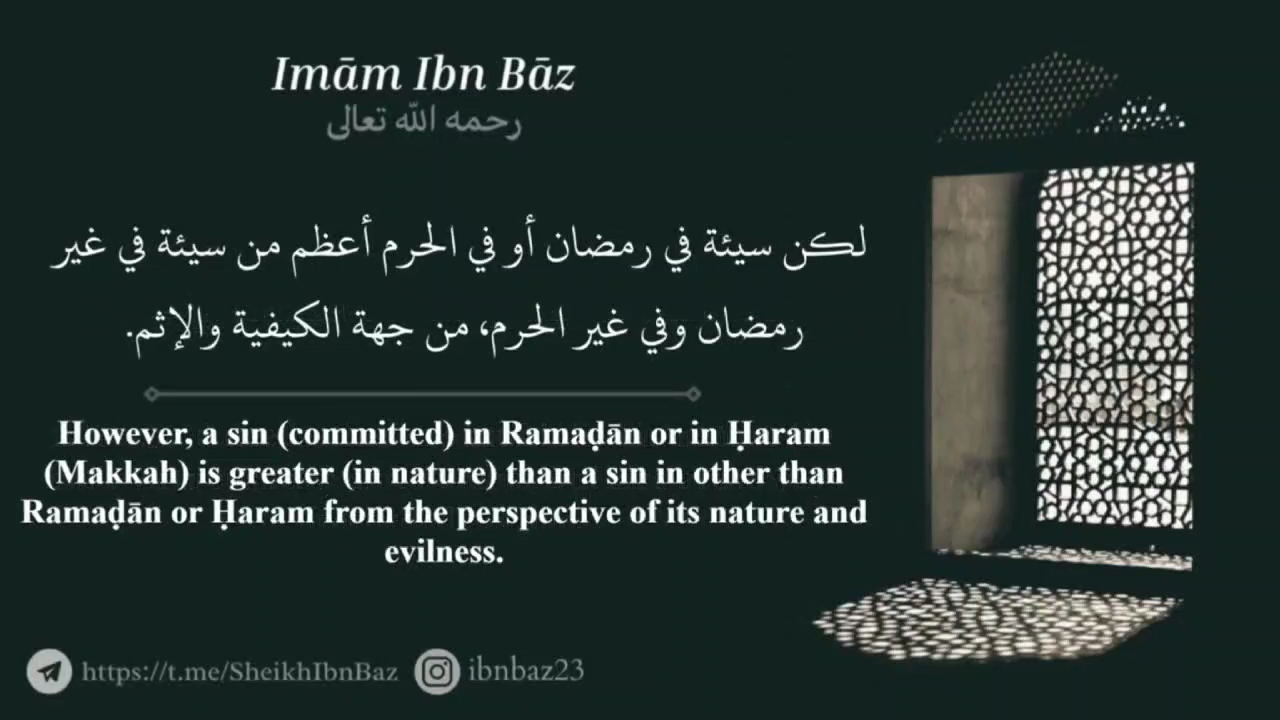 Imām Ibn Bāz
رحمه الله تعالى
لكن سيئة في رمضان أو في الحرم أعظم من سيئة في غير
رمضان وفي غير الحرم، من جهة الكيفية والإثم.
However, a sin (committed) in Ramaḍān or in Ḥaram
(Makkah) is greater (in nature) than a sin in other than
Ramaḍān or Ḥaram from the perspective of its nature and
evilness.
https://t.me/SheikhIbnBaz ibnbaz23